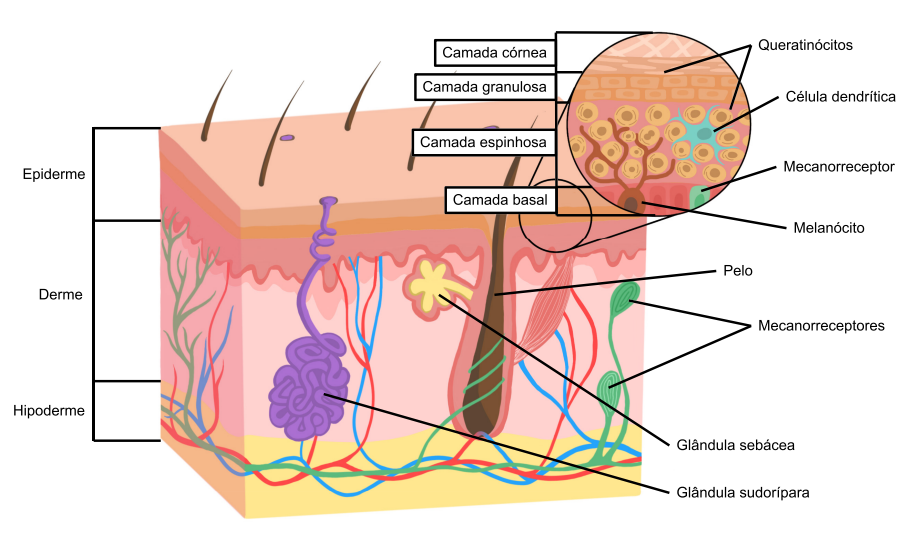 Epiderme
Derme
Hipoderme
Camada córnea
Camada granulosa
Camada espinhosa
Camada basal
Queratinócitos
Célula dendrítica
Mecanorreceptor
Melanócito
Pelo
Mecanorreceptores
Glândula sebácea
Glândula sudorípara